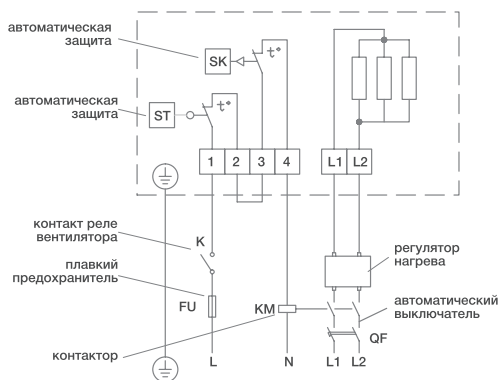 автоматическая
защита
SK
t°
автоматическая
защита
ST
t°
1 2 3 4 L1 L2
контакт реле
вентилятора
K
плавкий
предохранитель
FU
KM
регулятор
нагрева
автоматический
выключатель
QF
контактор
L N L1 L2